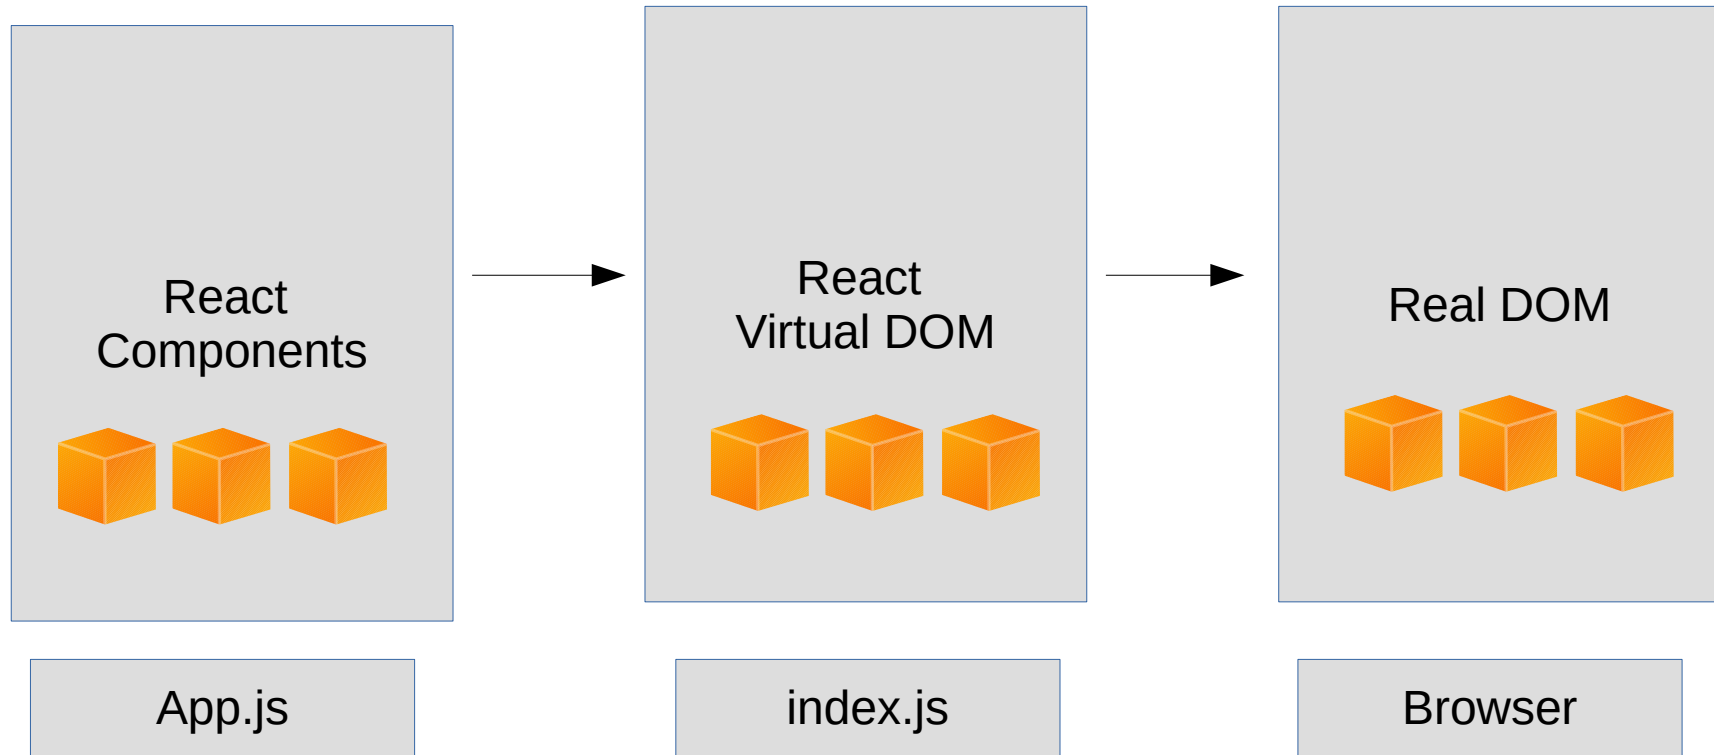 React
Components
React
Virtual DOM
Real DOM
App.js
index.js
Browser